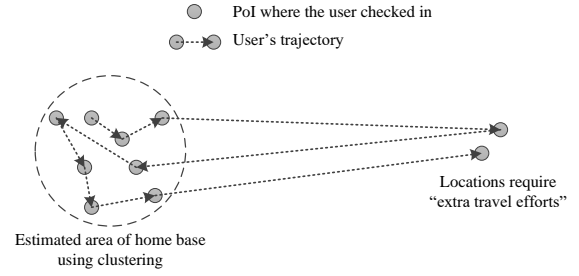 PoI where the user checked in
User’s trajectory
Locations require
“extra travel efforts”
Estimated area of home base
using clustering